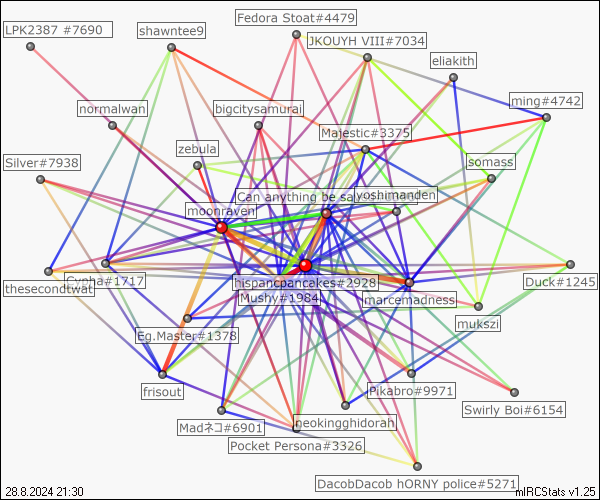 Fedora Stoat#4479
LPK2387 #7690
shawntee9
JKOUYH VIII#7034
eliakith
ming#4742
normalwan
bigcitysamurai
Majestic#3375
zebula
somass
Silver#7938
Can anything be sa
yoshimanden
moonraven
Cypha#1717
thesecondtwat
hispancpancakes#2928
Duck#1245
Mushy#1984
marcemadness
mukszi
Eg.Master#1378
frisout
Pikabro#9971
Swirly Boi#6154
Madネコ#6901
neokingghidorah
Pocket Persona#3326
DacobDacob hORNY police#5271
28.8.2024 21:30
mIRCStats v1.25